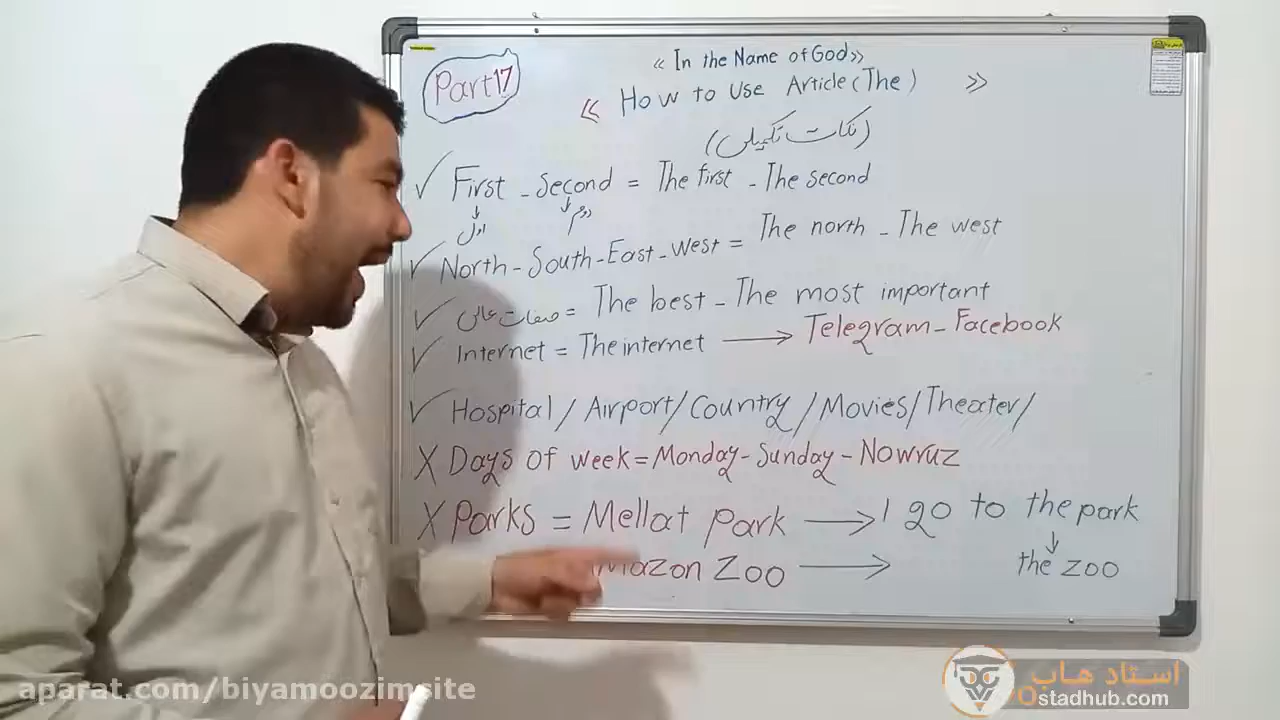 « In the Name of God »
Part 17
« How to Use Article (The) »
(نکات تکمیلی)
✓ First - Second = The first - The second
اول دوم
✓ North - South - East - West = The north - The west
✓ صفات عالی = The best - The most important
✓ Internet = The internet → Telegram - Facebook
✓ Hospital / Airport / Country / Movies / Theater /
X Days of week = Monday - Sunday - Nowruz
X Parks = Mellat park → I go to the park
mazon Zoo → the zoo
aparat.com/biyamoozimsite
استاد هاب
Ostadhub.com